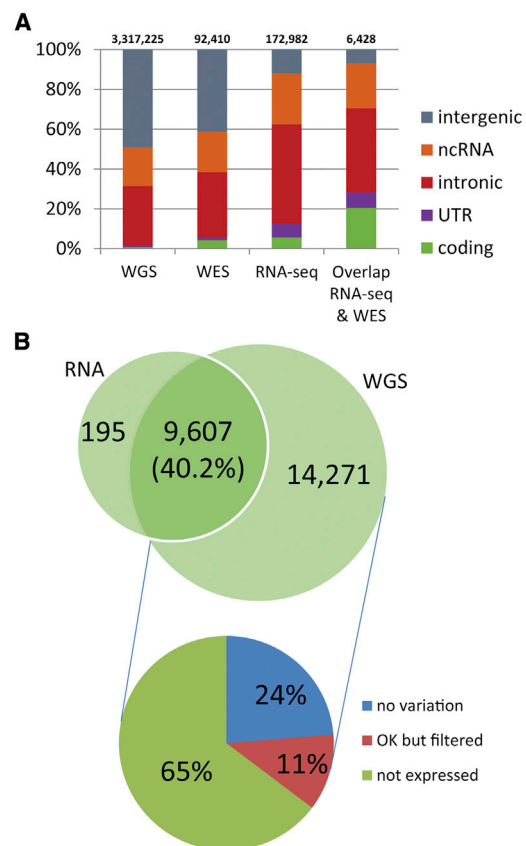 A
3,317,225 92,410 172,982 6,428
100%
80%
60%
40%
20%
0%
WGS WES RNA-seq Overlap
RNA-seq
& WES
intergenic
ncRNA
intronic
UTR
coding
B
RNA
WGS
195
9,607
(40.2%)
14,271
24%
11%
65%
no variation
OK but filtered
not expressed